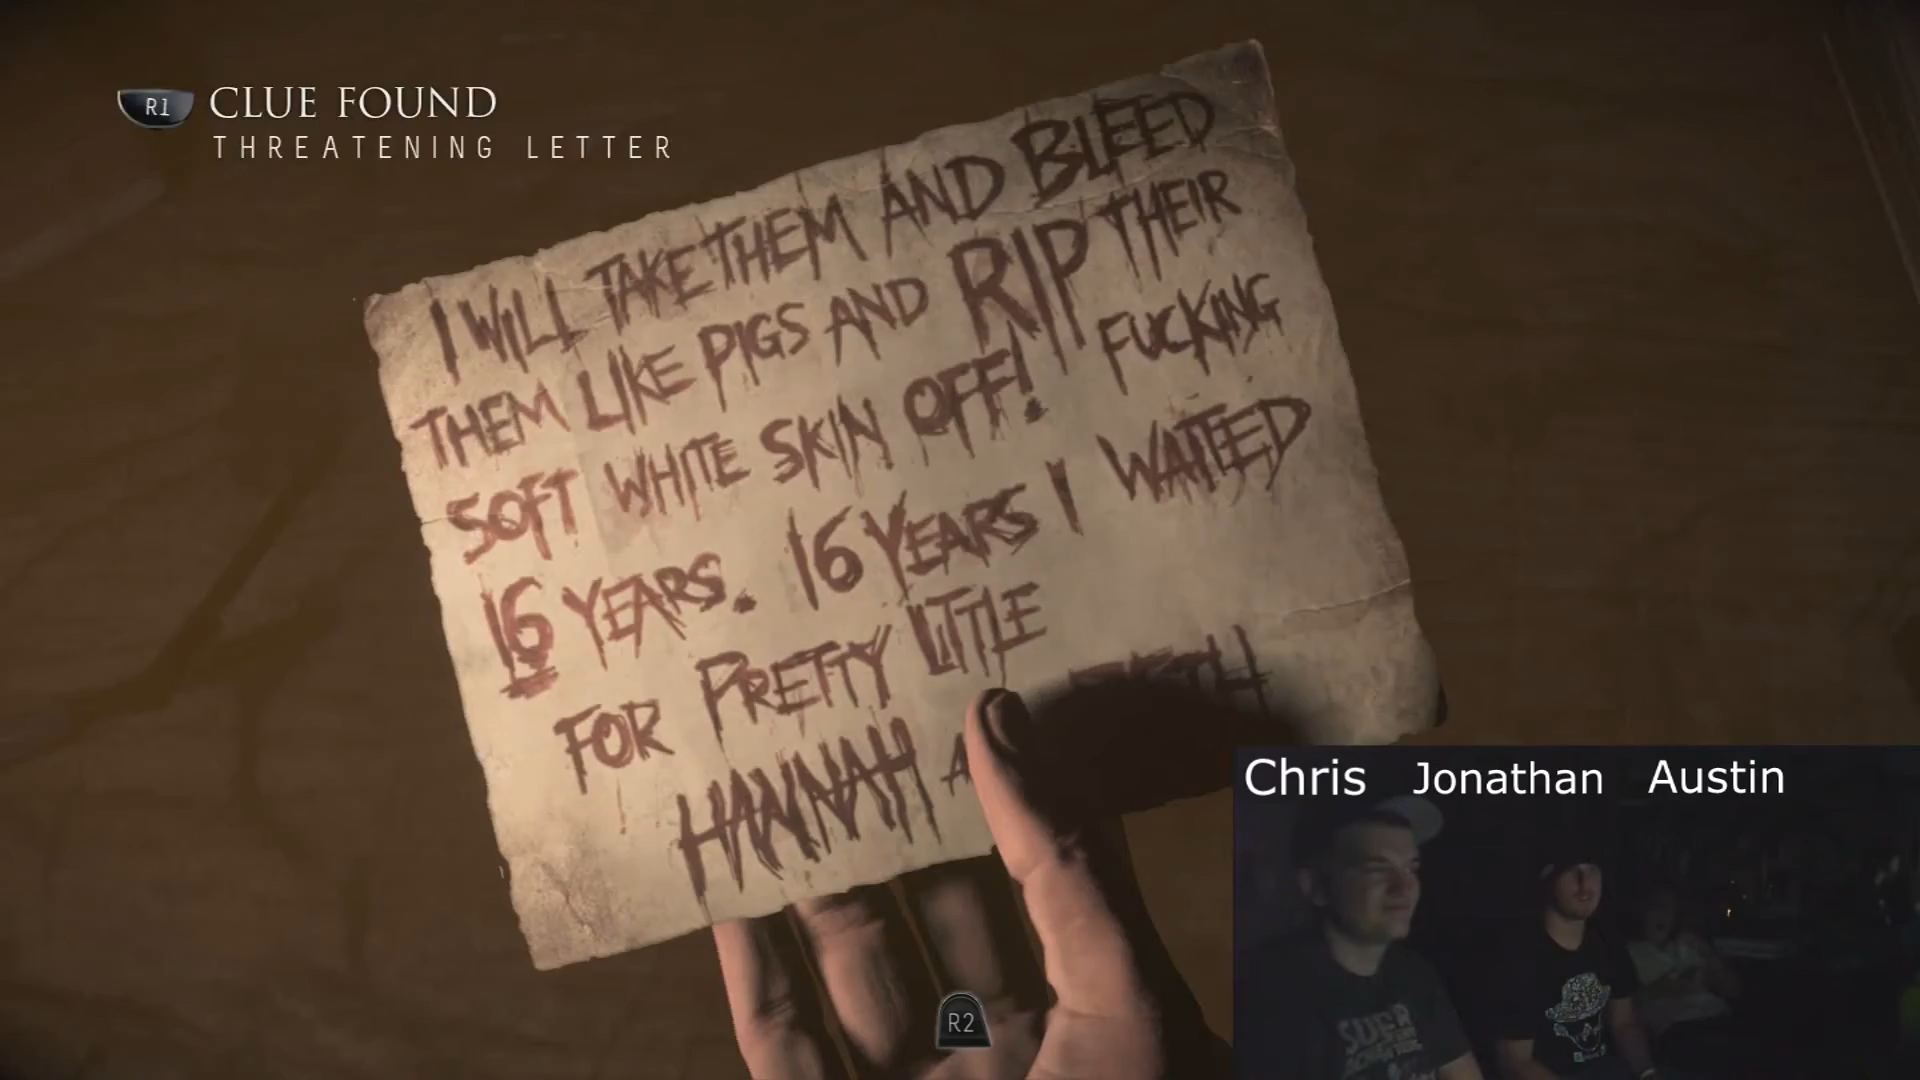 R1 CLUE FOUND
THREATENING LETTER
I WILL TAKE THEM AND BLEED
THEM LIKE PIGS AND RIP THEIR
SOFT WHITE SKIN OFF! FUCKING
16 YEARS. 16 YEARS I WAITED
FOR PRETTY LITTLE
HANNAH
Chris Jonathan Austin
R2